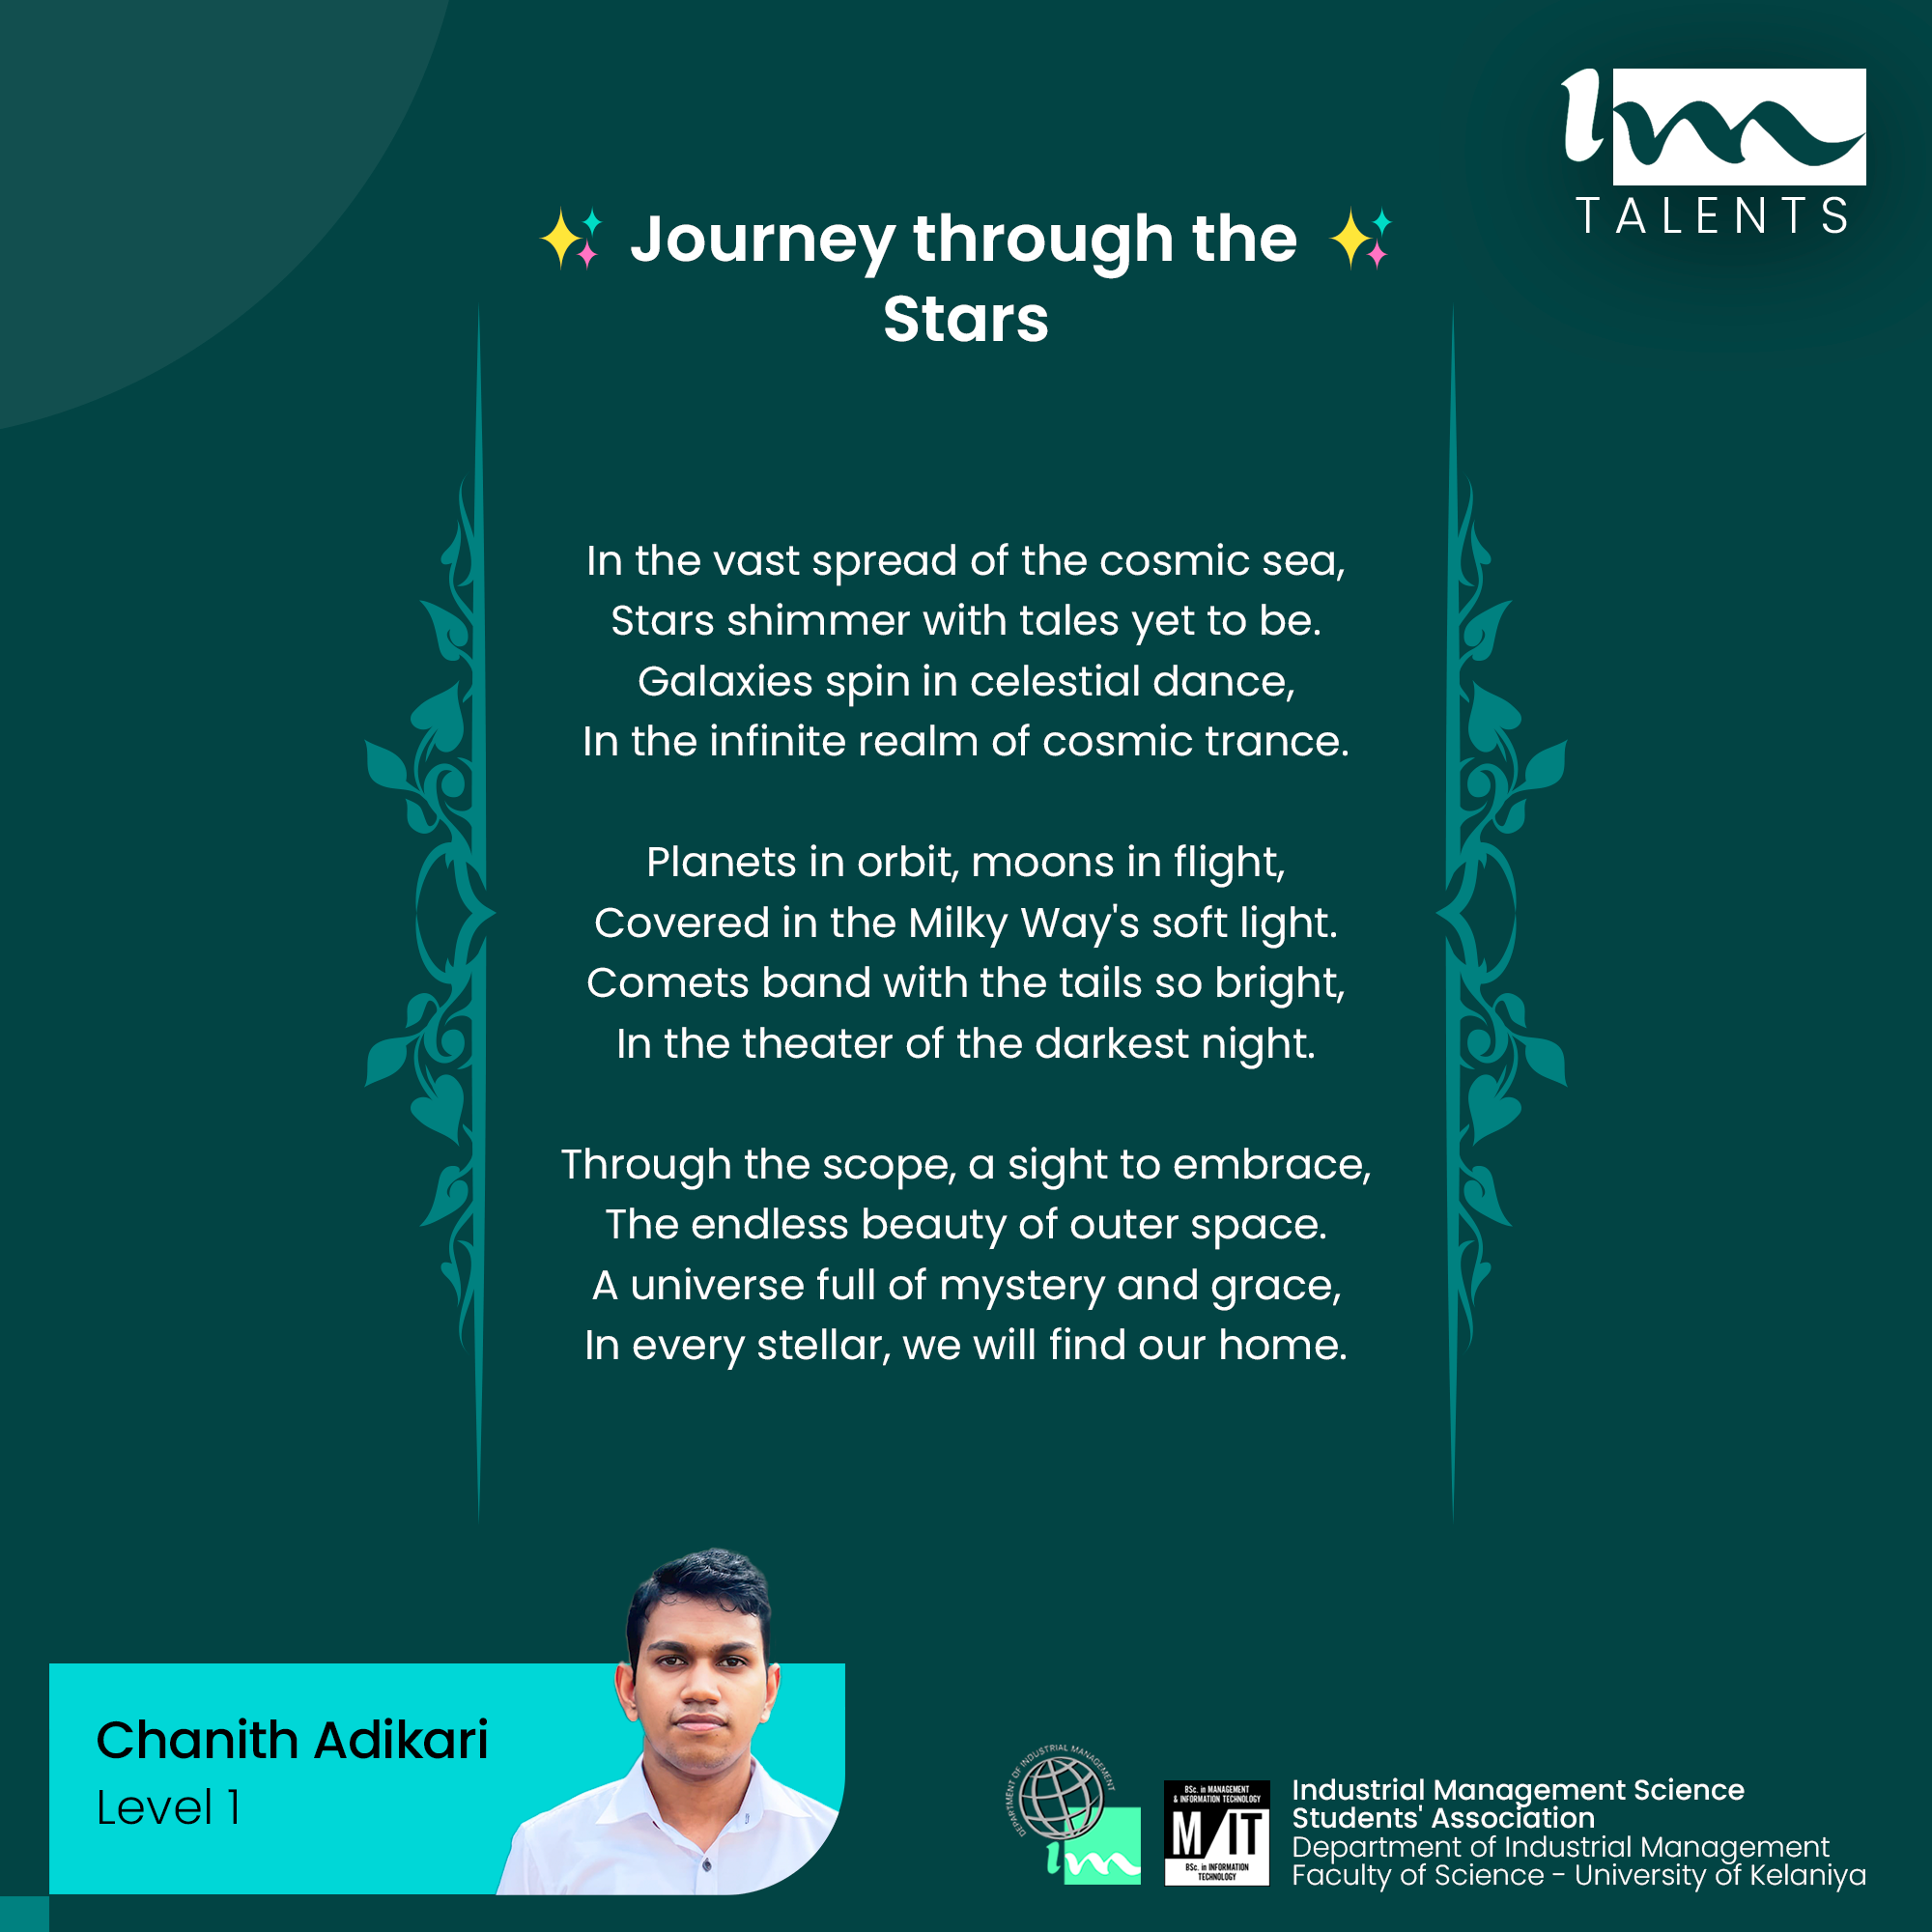 Im
TALENTS
✨ Journey through the ✨
Stars
In the vast spread of the cosmic sea,
Stars shimmer with tales yet to be.
Galaxies spin in celestial dance,
In the infinite realm of cosmic trance.
Planets in orbit, moons in flight,
Covered in the Milky Way's soft light.
Comets band with the tails so bright,
In the theater of the darkest night.
Through the scope, a sight to embrace,
The endless beauty of outer space.
A universe full of mystery and grace,
In every stellar, we will find our home.
Chanith Adikari
Level 1
DEPARTMENT OF INDUSTRIAL MANAGEMENT
Im
BSc. in MANAGEMENT
& INFORMATION TECHNOLOGY
M/IT
BSc. in INFORMATION
TECHNOLOGY
Industrial Management Science
Students' Association
Department of Industrial Management
Faculty of Science - University of Kelaniya